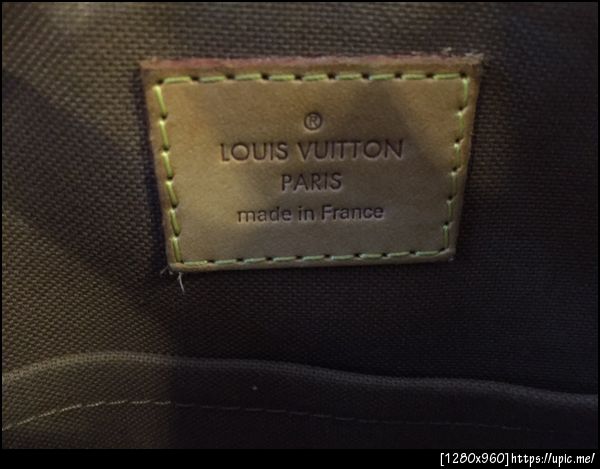 ®
LOUIS VUITTON
PARIS
made in France
[1280x960]https://upic.me/